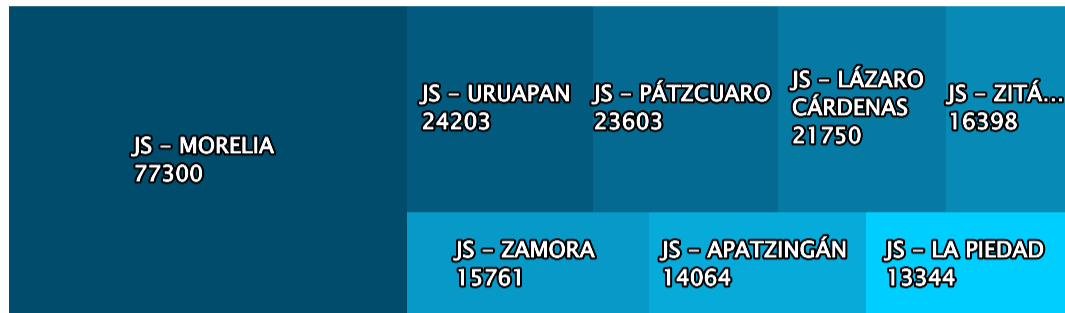 JS – MORELIA
77300
JS – URUAPAN
24203
JS – PÁTZCUARO
23603
JS – LÁZARO
CÁRDENAS
21750
JS – ZITÁ...
16398
JS – ZAMORA
15761
JS – APATZINGÁN
14064
JS – LA PIEDAD
13344